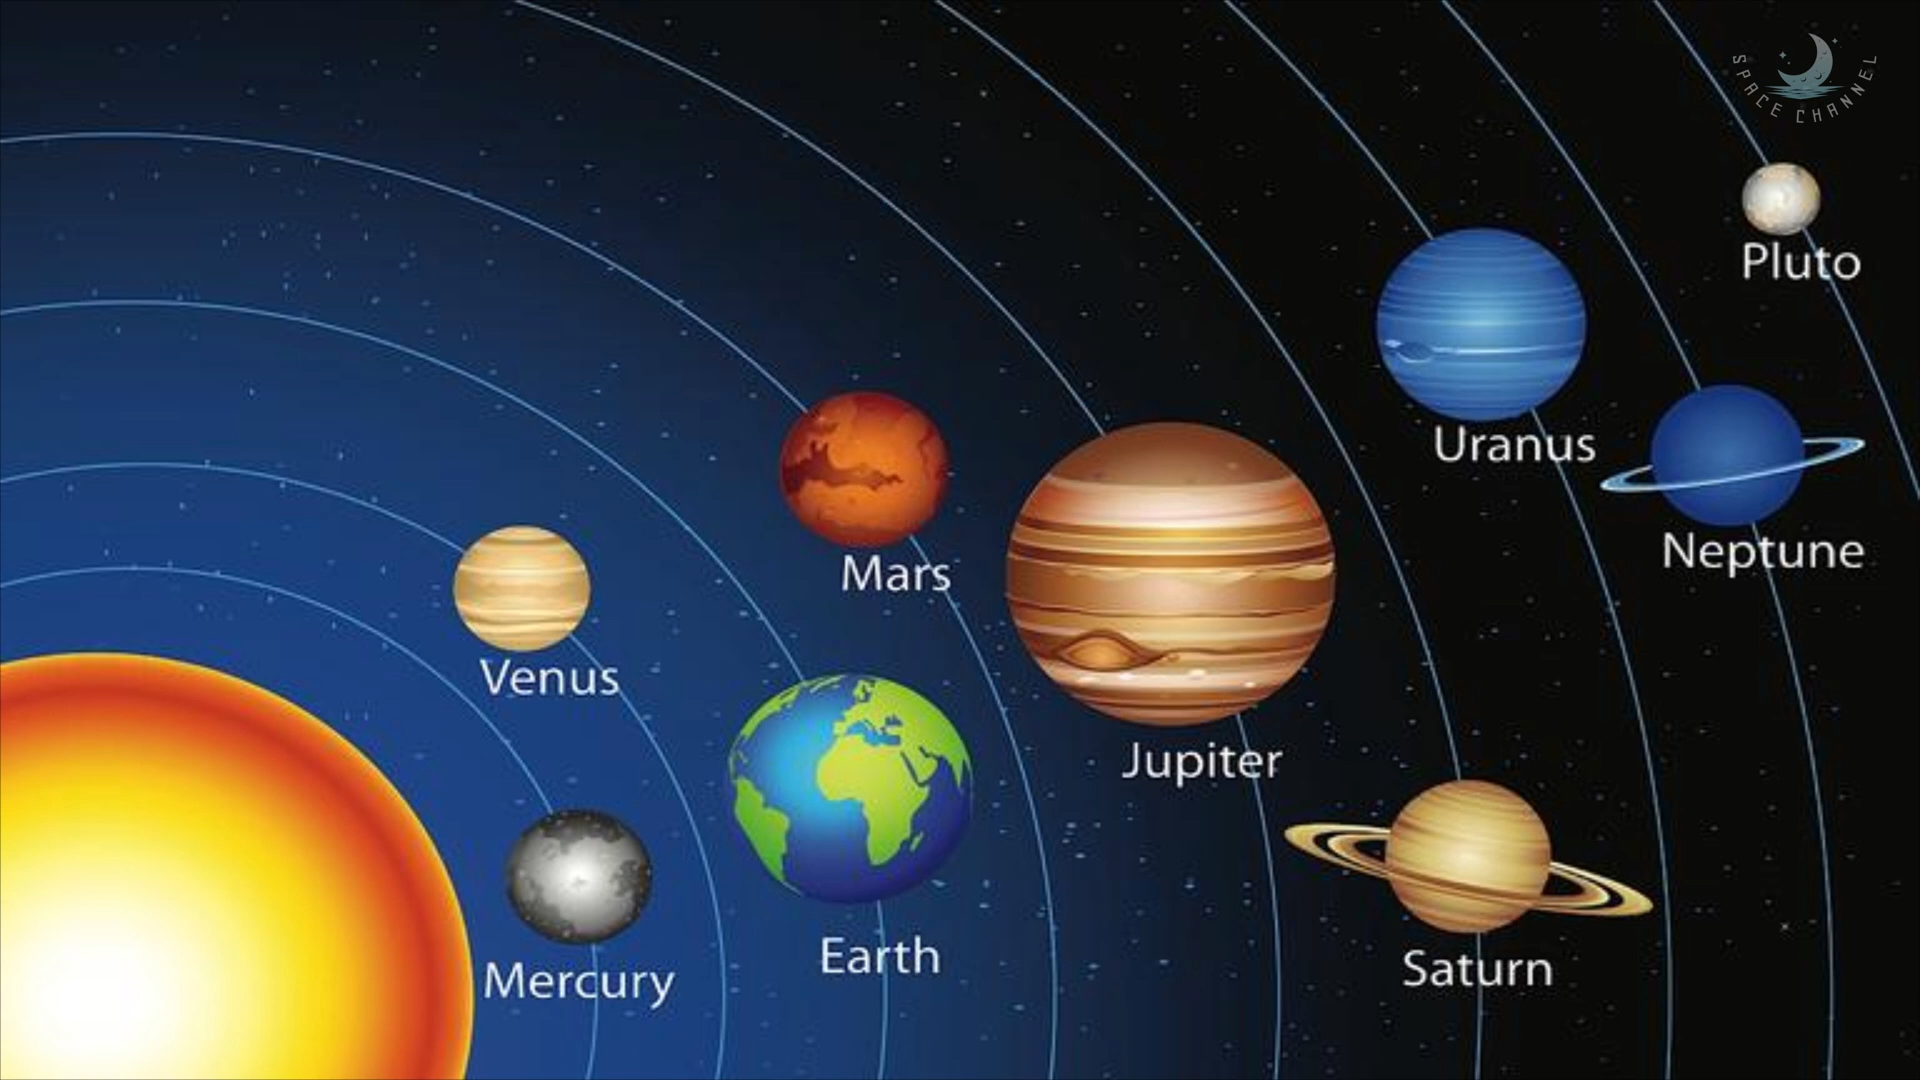 SPACE CHANNEL
Pluto
Uranus
Neptune
Mars
Venus
Jupiter
Earth
Saturn
Mercury